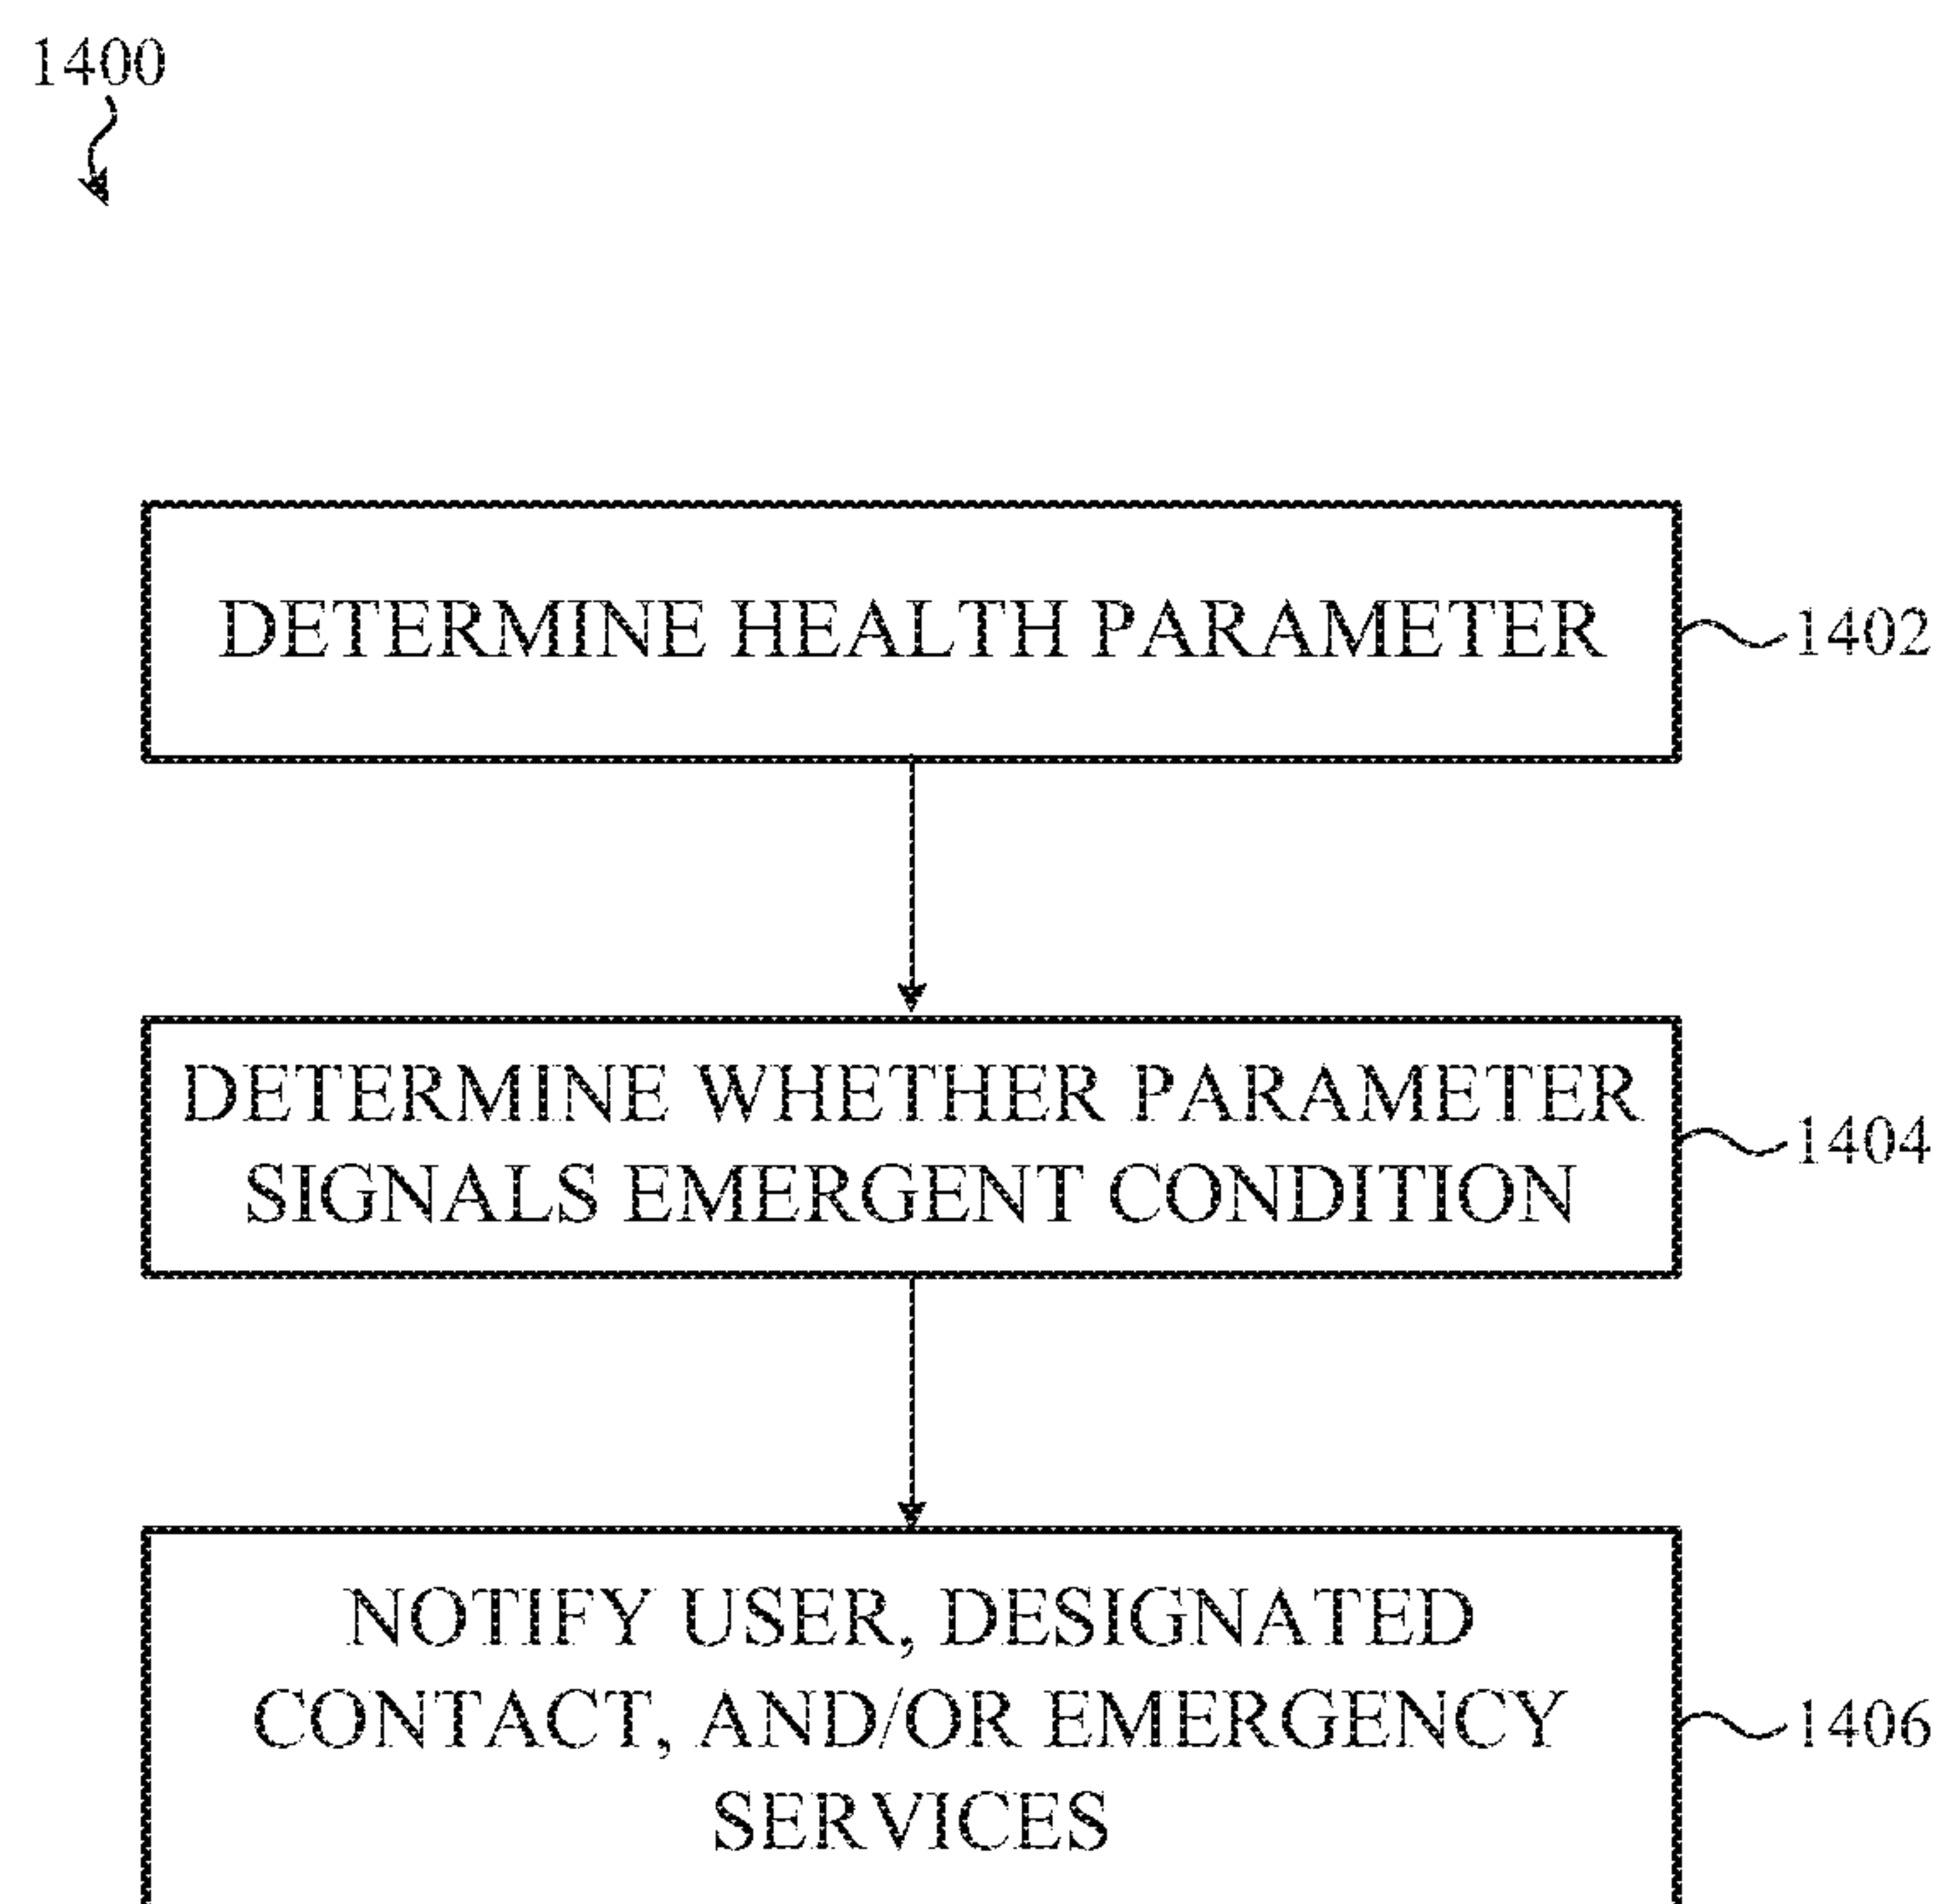 1400
DETERMINE HEALTH PARAMETER
1402
DETERMINE WHETHER PARAMETER
SIGNALS EMERGENT CONDITION
1404
NOTIFY USER, DESIGNATED
CONTACT, AND/OR EMERGENCY
SERVICES
1406